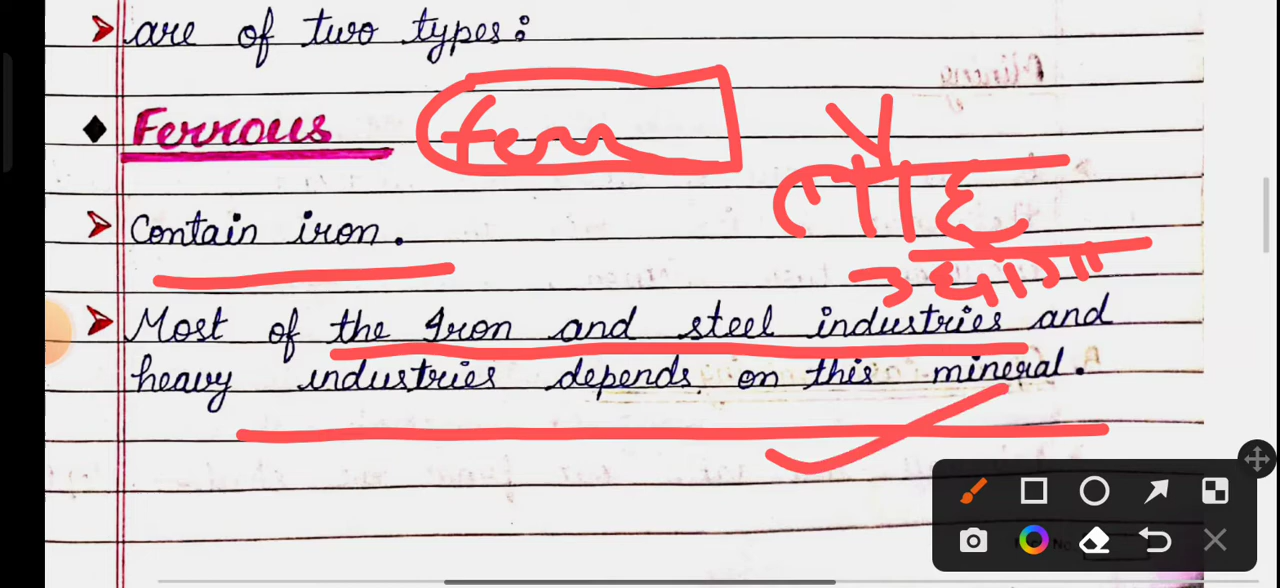 are of two types:
Ferrous
ferr
Contain iron.
Most of the Iron and steel industries and
heavy industries depends on this mineral.